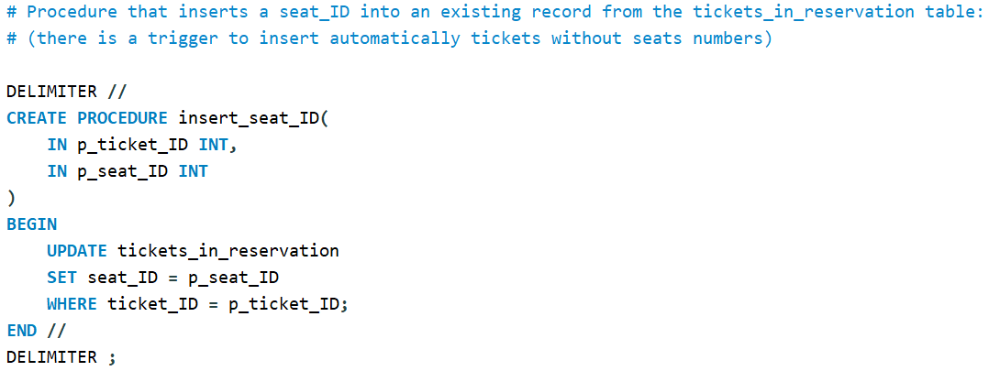 # Procedure that inserts a seat_ID into an existing record from the tickets_in_reservation table:
# (there is a trigger to insert automatically tickets without seats numbers)

DELIMITER //
CREATE PROCEDURE insert_seat_ID(
    IN p_ticket_ID INT,
    IN p_seat_ID INT
)
BEGIN
    UPDATE tickets_in_reservation
    SET seat_ID = p_seat_ID
    WHERE ticket_ID = p_ticket_ID;
END //
DELIMITER ;